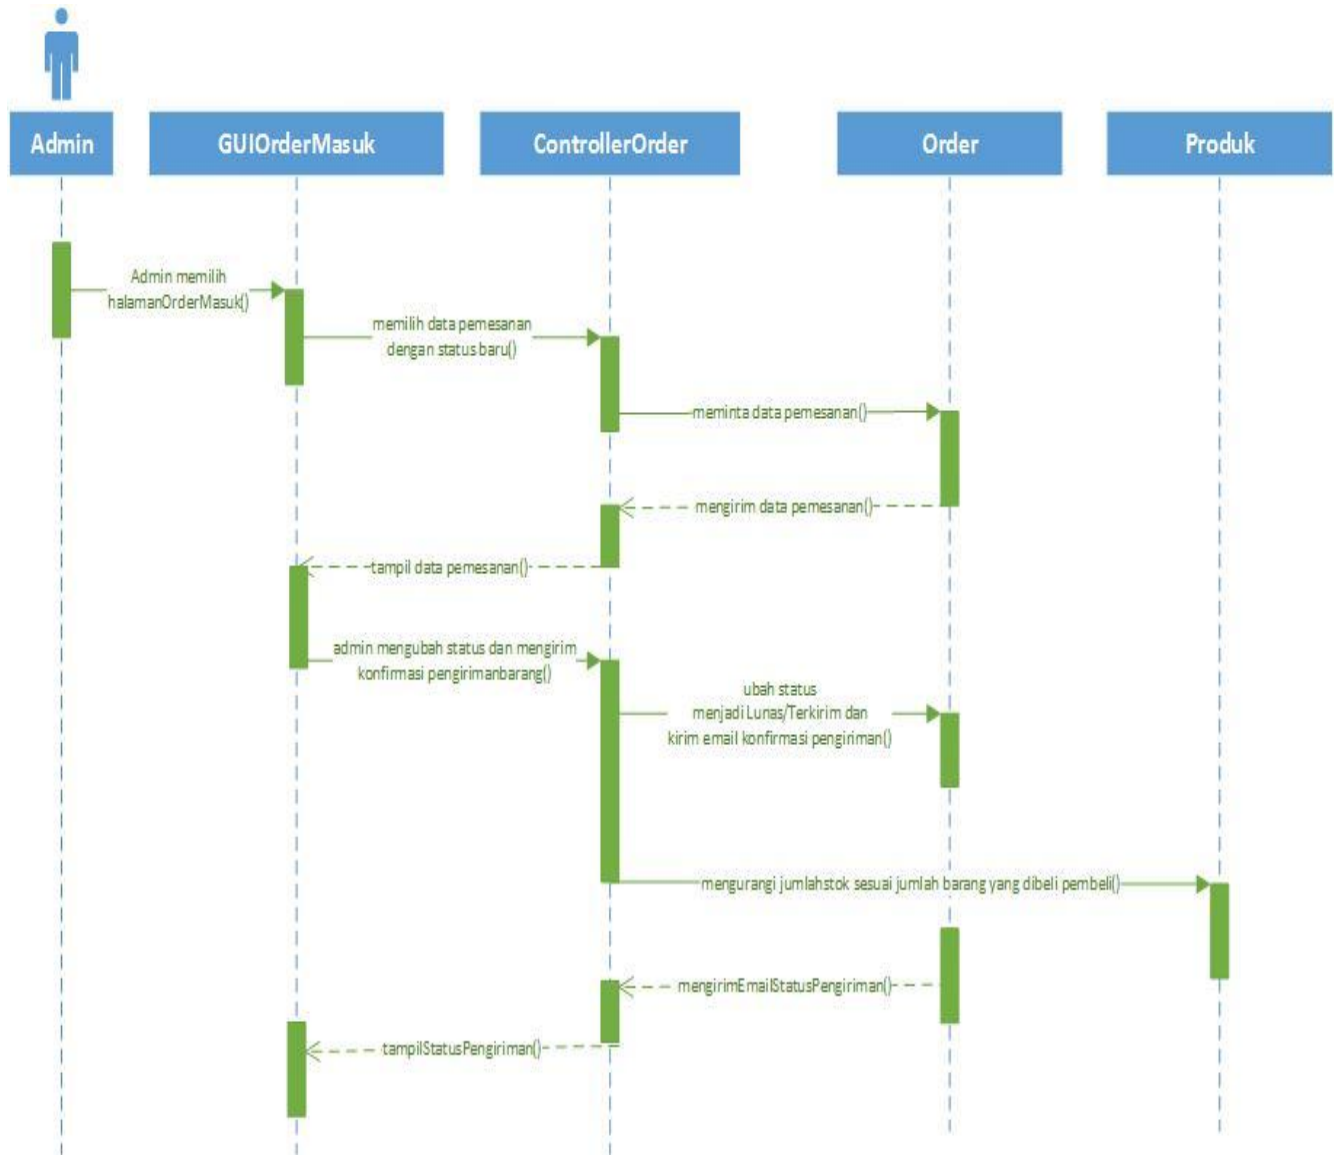 Admin
GUIOrderMasuk
ControllerOrder
Order
Produk
Admin memilih
halamanOrderMasuk()
memilih data pemesanan
dengan status baru()
meminta data pemesanan()
mengirim data pemesanan()
tampil data pemesanan()
admin mengubah status dan mengirim
konfirmasi pengirimanbarang()
ubah status
menjadi Lunas/Terkirim dan
kirim email konfirmasi pengiriman()
mengurangi jumlahstok sesuai jumlah barang yang dibeli pembeli()
mengirimEmailStatusPengiriman()
tampilStatusPengiriman()